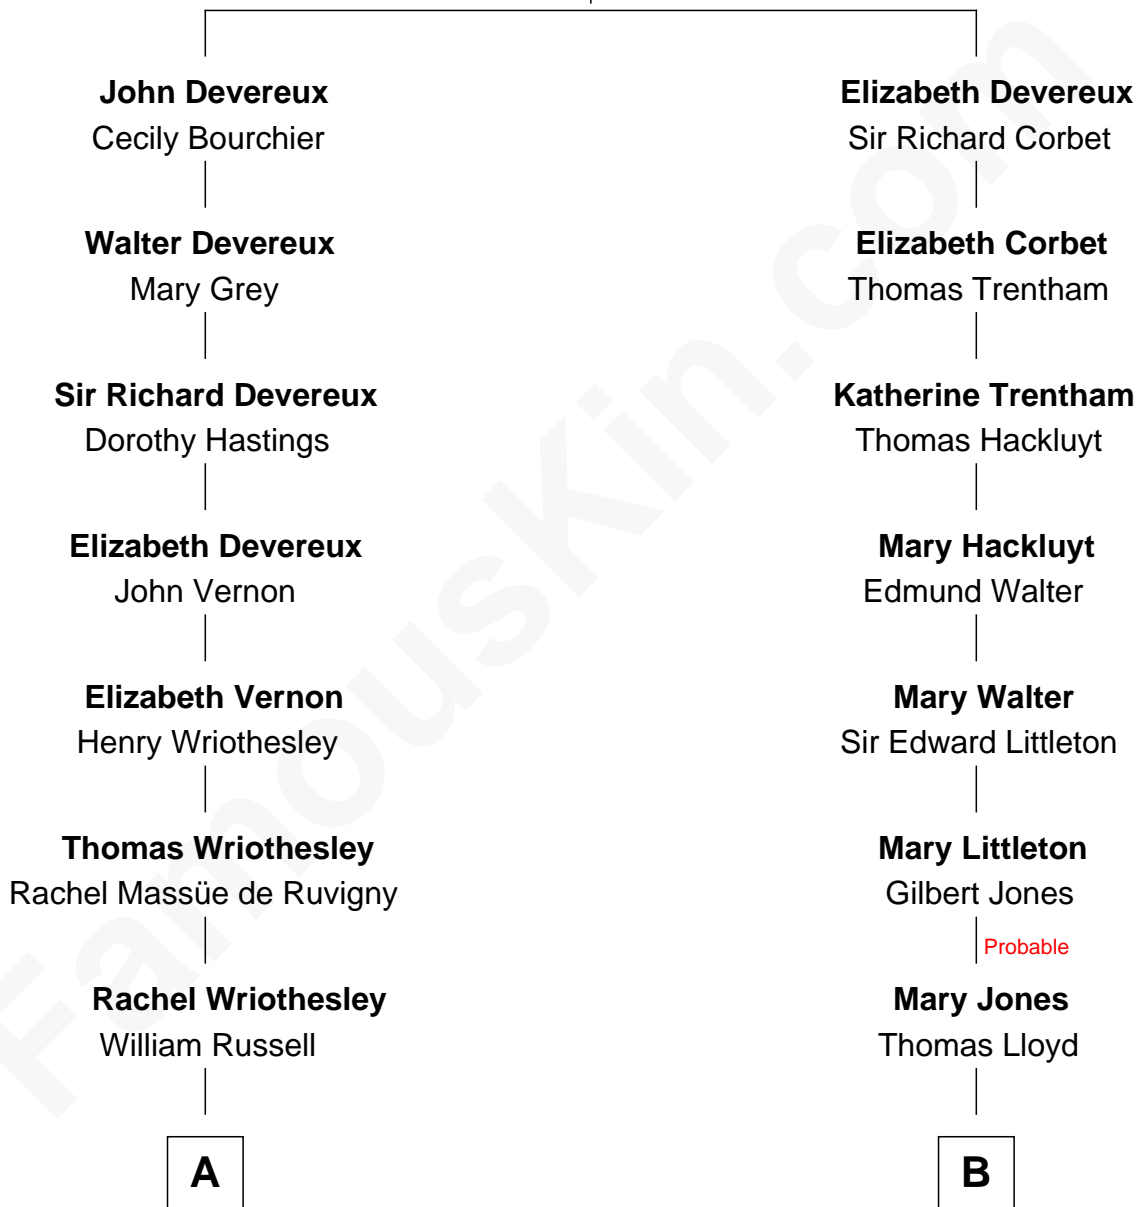 John Devereux
Cecily Bourchier
Elizabeth Devereux
Sir Richard Corbet
Walter Devereux
Mary Grey
Elizabeth Corbet
Thomas Trentham
Sir Richard Devereux
Dorothy Hastings
Katherine Trentham
Thomas Hackluyt
Elizabeth Devereux
John Vernon
Mary Hackluyt
Edmund Walter
Elizabeth Vernon
Henry Wriothesley
Mary Walter
Sir Edward Littleton
Thomas Wriothesley
Rachel Massüe de Ruvigny
Mary Littleton
Gilbert Jones
Probable
Rachel Wriothesley
William Russell
Mary Jones
Thomas Lloyd
A
B
FamousKin.com